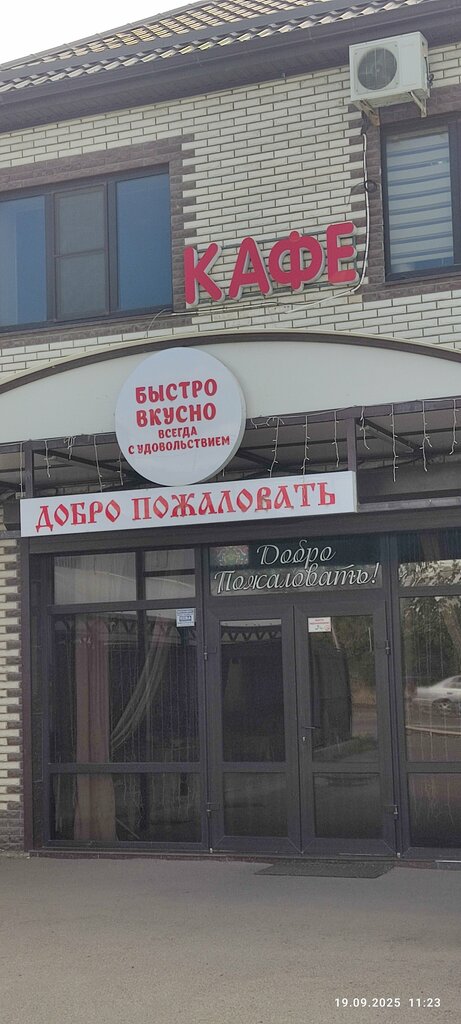 КАФЕ
БЫСТРО
ВКУСНО
ВСЕГДА
С УДОВОЛЬСТВИЕМ
ДОБРО ПОЖАЛОВАТЬ
Добро
Пожаловать!
19.09.2025 11:23